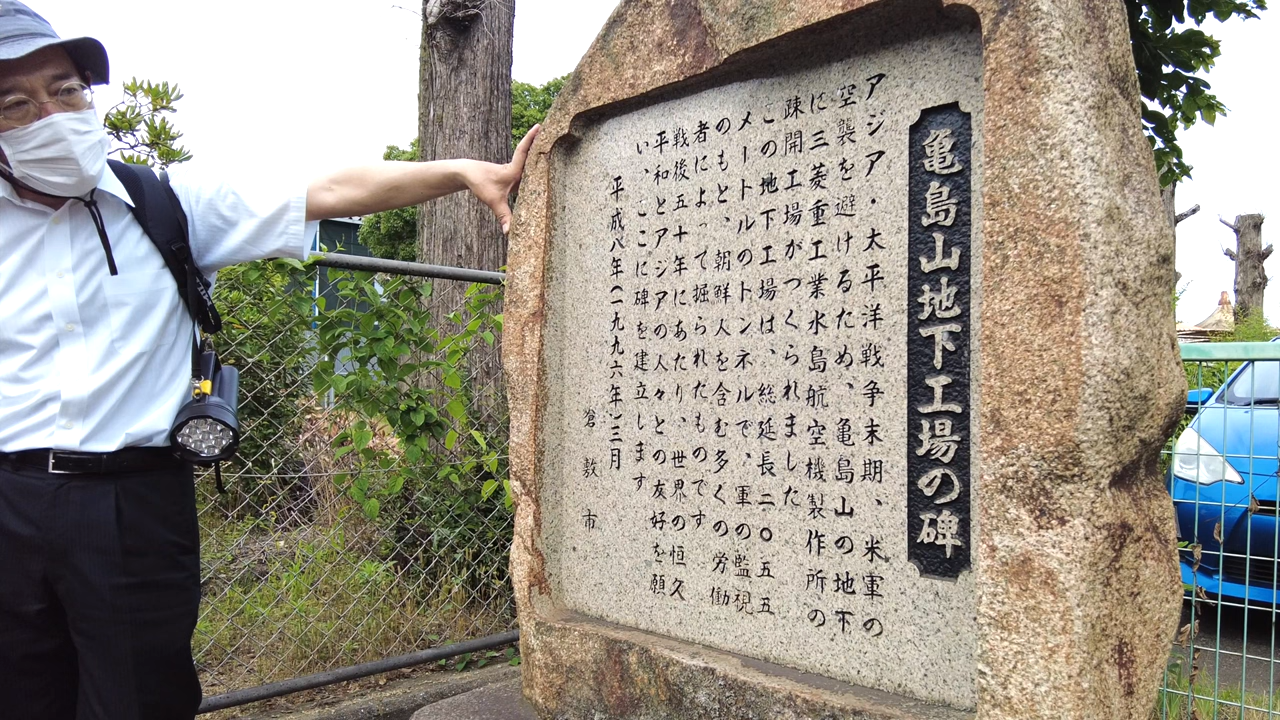 亀島山地下工場の碑
アジア・太平洋戦争末期、米軍の
空襲を避けるため、亀島山の地下
に三菱重工業水島航空機製作所の
疎開工場がつくられました
この地下工場は、総延長二〇五五
メートルのトンネルで、軍の監視
のもと、朝鮮人を含む多くの労働
者によって掘られたものです
戦後五十年にあたり、世界の恒久
平和とアジアの人々との友好を願
い、ここに碑を建立します
平成八年(一九九六年)三月
倉敷市